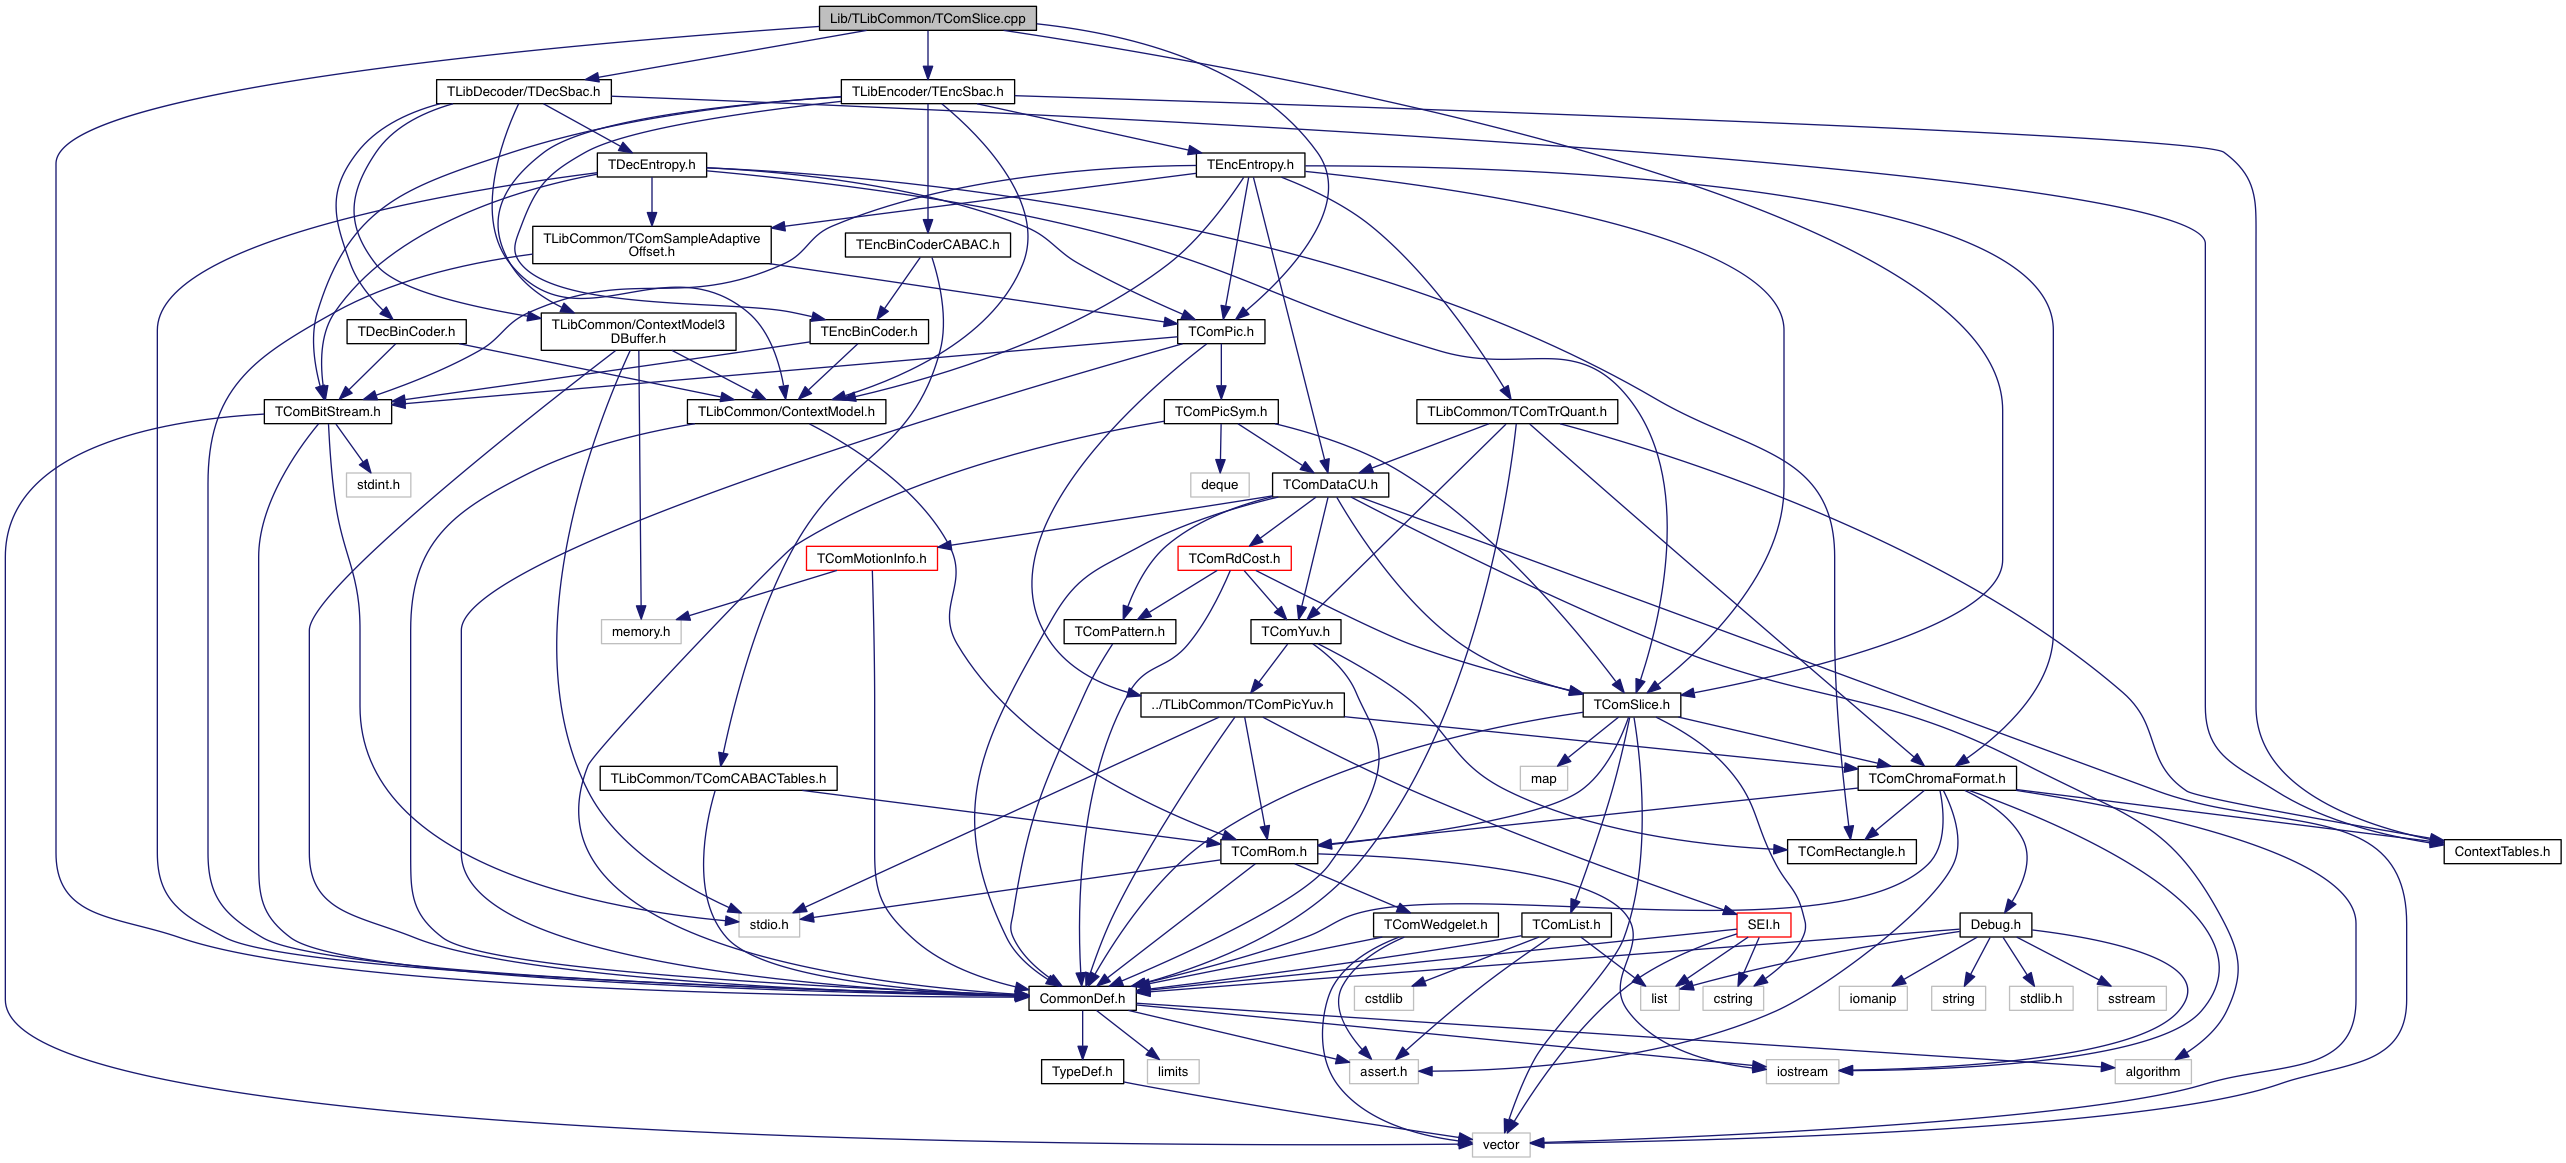 Lib/TLibCommon/TComSlice.cpp
TLibDecoder/TDecSbac.h
TLibEncoder/TEncSbac.h
TDecEntropy.h
TEncEntropy.h
TLibCommon/TComSampleAdaptive
Offset.h
TEncBinCoderCABAC.h
TDecBinCoder.h
TLibCommon/ContextModel3
DBuffer.h
TEncBinCoder.h
TComPic.h
TComBitStream.h
TLibCommon/ContextModel.h
TComPicSym.h
TLibCommon/TComTrQuant.h
stdint.h
deque
TComDataCU.h
TComMotionInfo.h
TComRdCost.h
memory.h
TComPattern.h
TComYuv.h
../TLibCommon/TComPicYuv.h
TComSlice.h
TLibCommon/TComCABACTables.h
map
TComChromaFormat.h
TComRom.h
TComRectangle.h
ContextTables.h
stdio.h
TComWedgelet.h
TComList.h
SEI.h
Debug.h
CommonDef.h
cstdlib
list
cstring
iomanip
string
stdlib.h
sstream
TypeDef.h
limits
assert.h
iostream
algorithm
vector